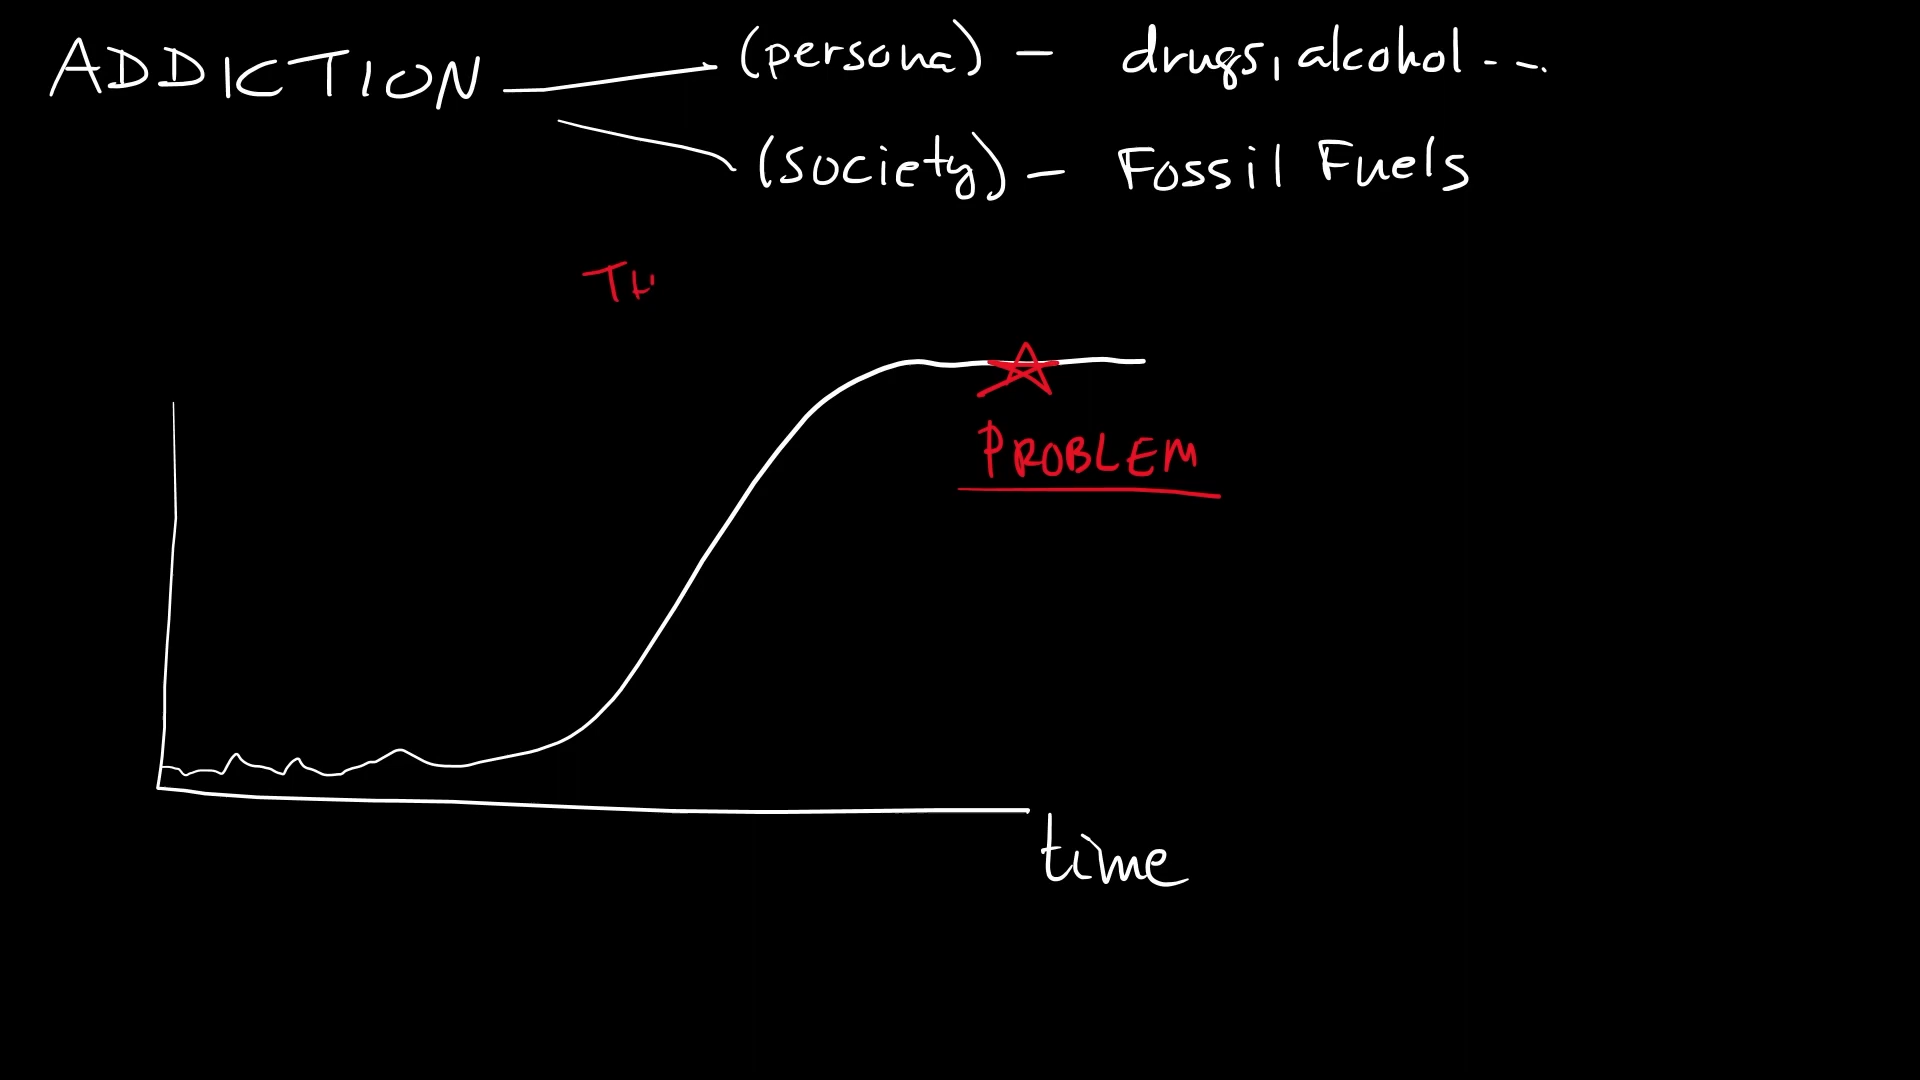 ADDICTION
(persona) - drugs, alcohol - - .
(society) - Fossil Fuels
PROBLEM
time